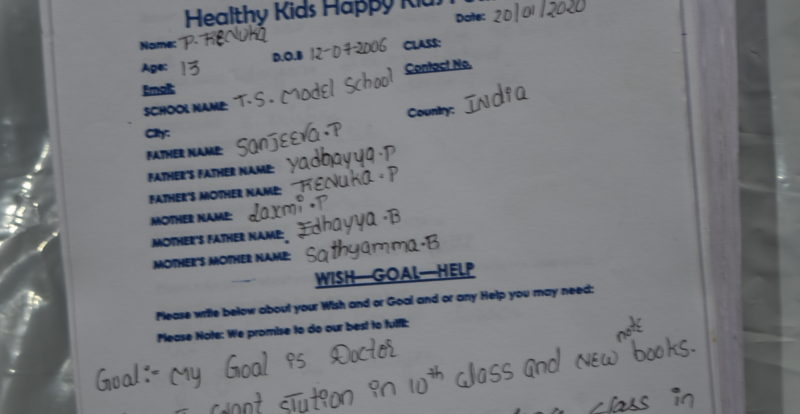 Healthy Kids Happy Kids
Date: 20/01/2020
Name: P. RENUKA
Age: 13 D.O.B 12-07-2006 CLASS:
Email: Contact No.
SCHOOL NAME: T.S. Model School
City: Country: India
FATHER NAME: Sanjeeva.P
FATHER'S FATHER NAME: Yadhayya.P
FATHER'S MOTHER NAME: RENUKA.P
MOTHER NAME: Laxmi.P
MOTHER'S FATHER NAME: Edhayya-B
MOTHER'S MOTHER NAME: Sathyamma-B
WISH—GOAL—HELP
Please write below about your Wish and or Goal and or any Help you may need:
Please Note: We promise to do our best to fulfil:
Goal:- My Goal is Doctor
I want stution in 10th class and NEW note books.
class in